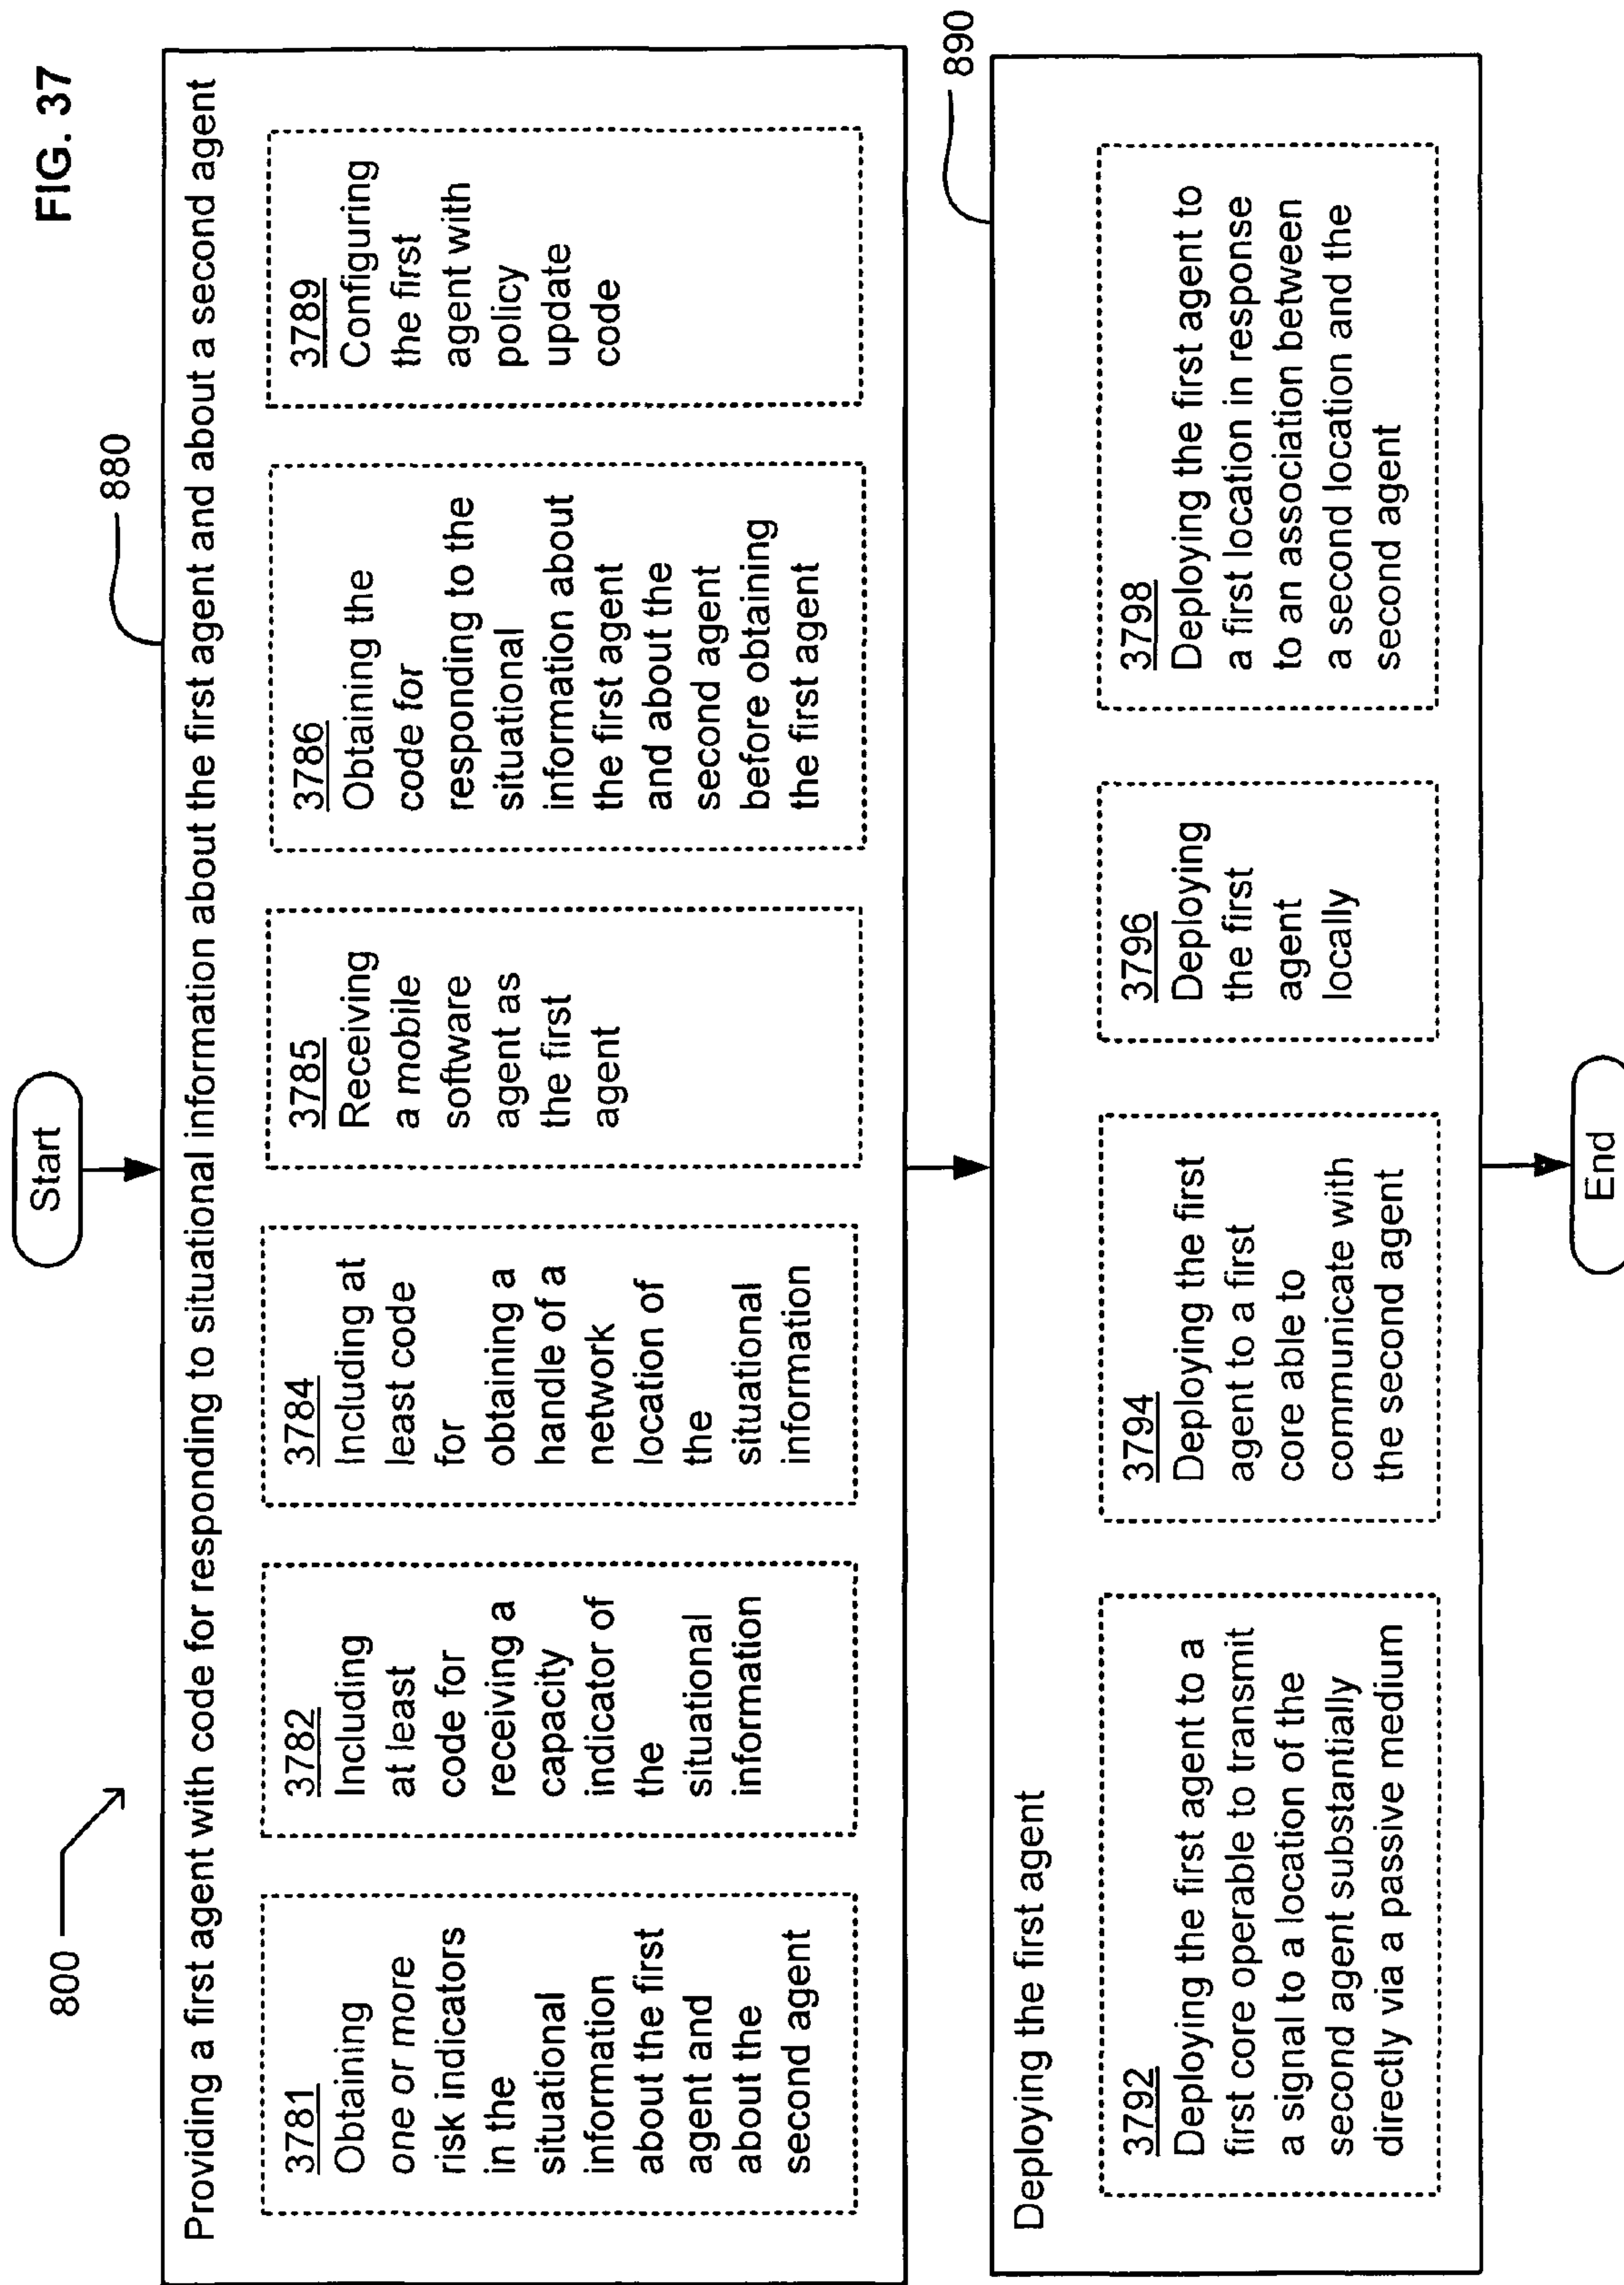 FIG. 37
800
Start
880
Providing a first agent with code for responding to situational information about the first agent and about a second agent
3781
Obtaining
one or more
risk indicators
in the
situational
information
about the first
agent and
about the
second agent
3782
Including
at least
code for
receiving a
capacity
indicator of
the
situational
information
3784
Including at
least code
for
obtaining a
handle of a
network
location of
the
situational
information
3785
Receiving
a mobile
software
agent as
the first
agent
3786
Obtaining the
code for
responding to the
situational
information about
the first agent
and about the
second agent
before obtaining
the first agent
3789
Configuring
the first
agent with
policy
update
code
890
Deploying the first agent
3792
Deploying the first agent to a
first core operable to transmit
a signal to a location of the
second agent substantially
directly via a passive medium
3794
Deploying the first
agent to a first
core able to
communicate with
the second agent
3796
Deploying
the first
agent
locally
3798
Deploying the first agent to
a first location in response
to an association between
a second location and the
second agent
End